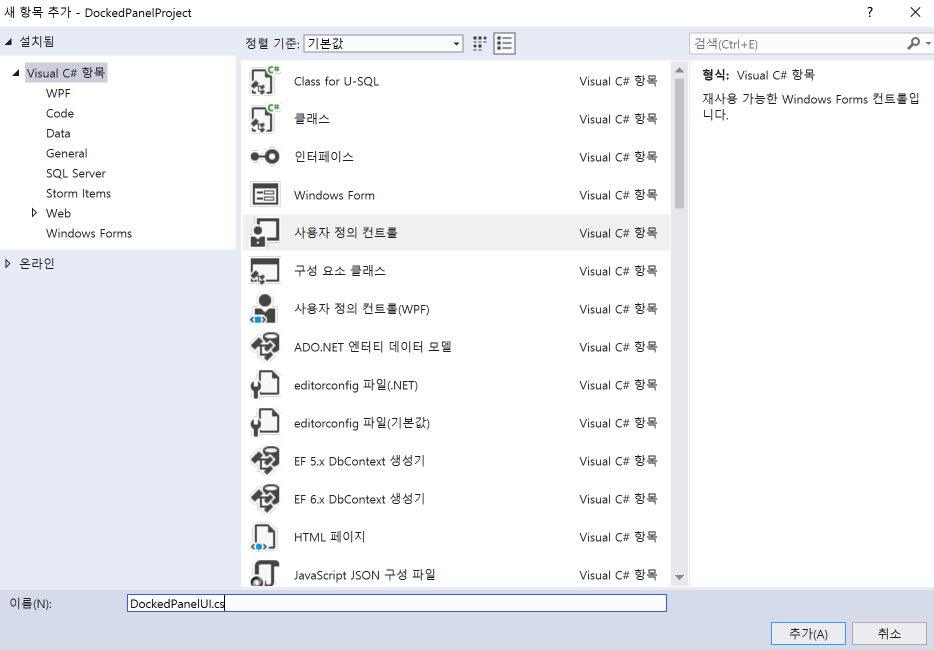 새 항목 추가 - DockedPanelProject
?
설치됨
정렬 기준: 기본값
검색(Ctrl+E)
Visual C# 항목
WPF
Code
Data
General
SQL Server
Storm Items
Web
Windows Forms
온라인
Class for U-SQL Visual C# 항목
클래스 Visual C# 항목
인터페이스 Visual C# 항목
Windows Form Visual C# 항목
사용자 정의 컨트롤 Visual C# 항목
구성 요소 클래스 Visual C# 항목
사용자 정의 컨트롤(WPF) Visual C# 항목
ADO.NET 엔터티 데이터 모델 Visual C# 항목
editorconfig 파일(.NET) Visual C# 항목
editorconfig 파일(기본값) Visual C# 항목
EF 5.x DbContext 생성기 Visual C# 항목
EF 6.x DbContext 생성기 Visual C# 항목
HTML 페이지 Visual C# 항목
JavaScript JSON 구성 파일 Visual C# 항목
형식: Visual C# 항목
재사용 가능한 Windows Forms 컨트롤입
니다.
이름(N): DockedPanelUI.cs
추가(A) 취소